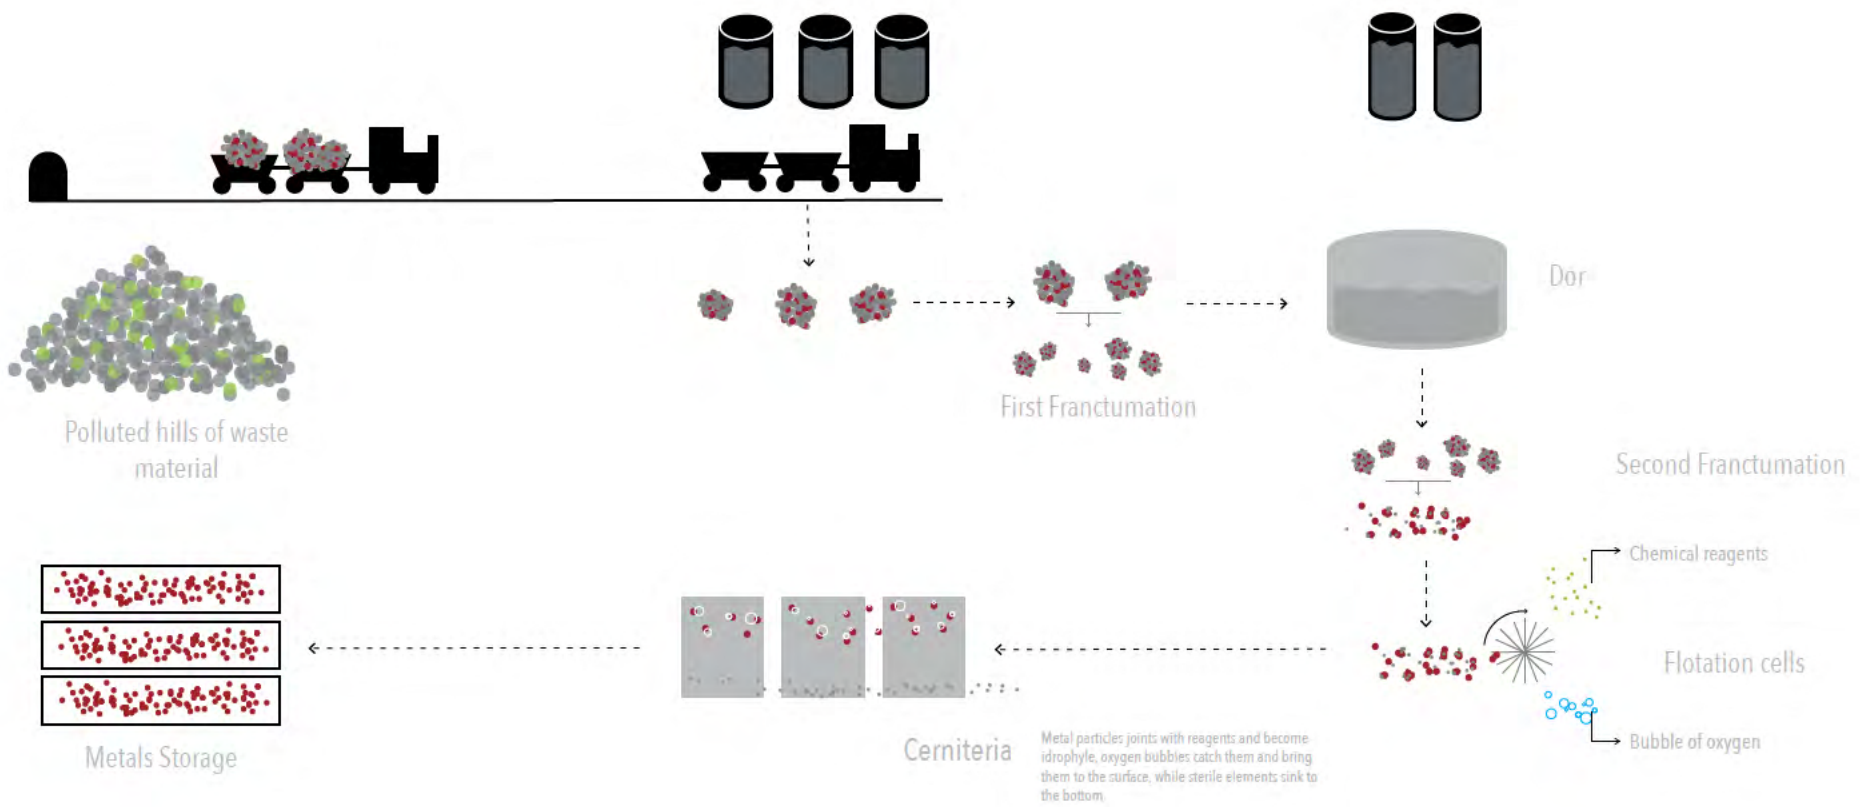 Dor
First Franctumation
Polluted hills of waste
material
Second Franctumation
Chemical reagents
Flotation cells
Bubble of oxygen
Metals Storage
Cerniteria
Metal particles joints with reagents and become
idrophyle, oxygen bubbles catch them and bring
them to the surface, while sterile elements sink to
the bottom